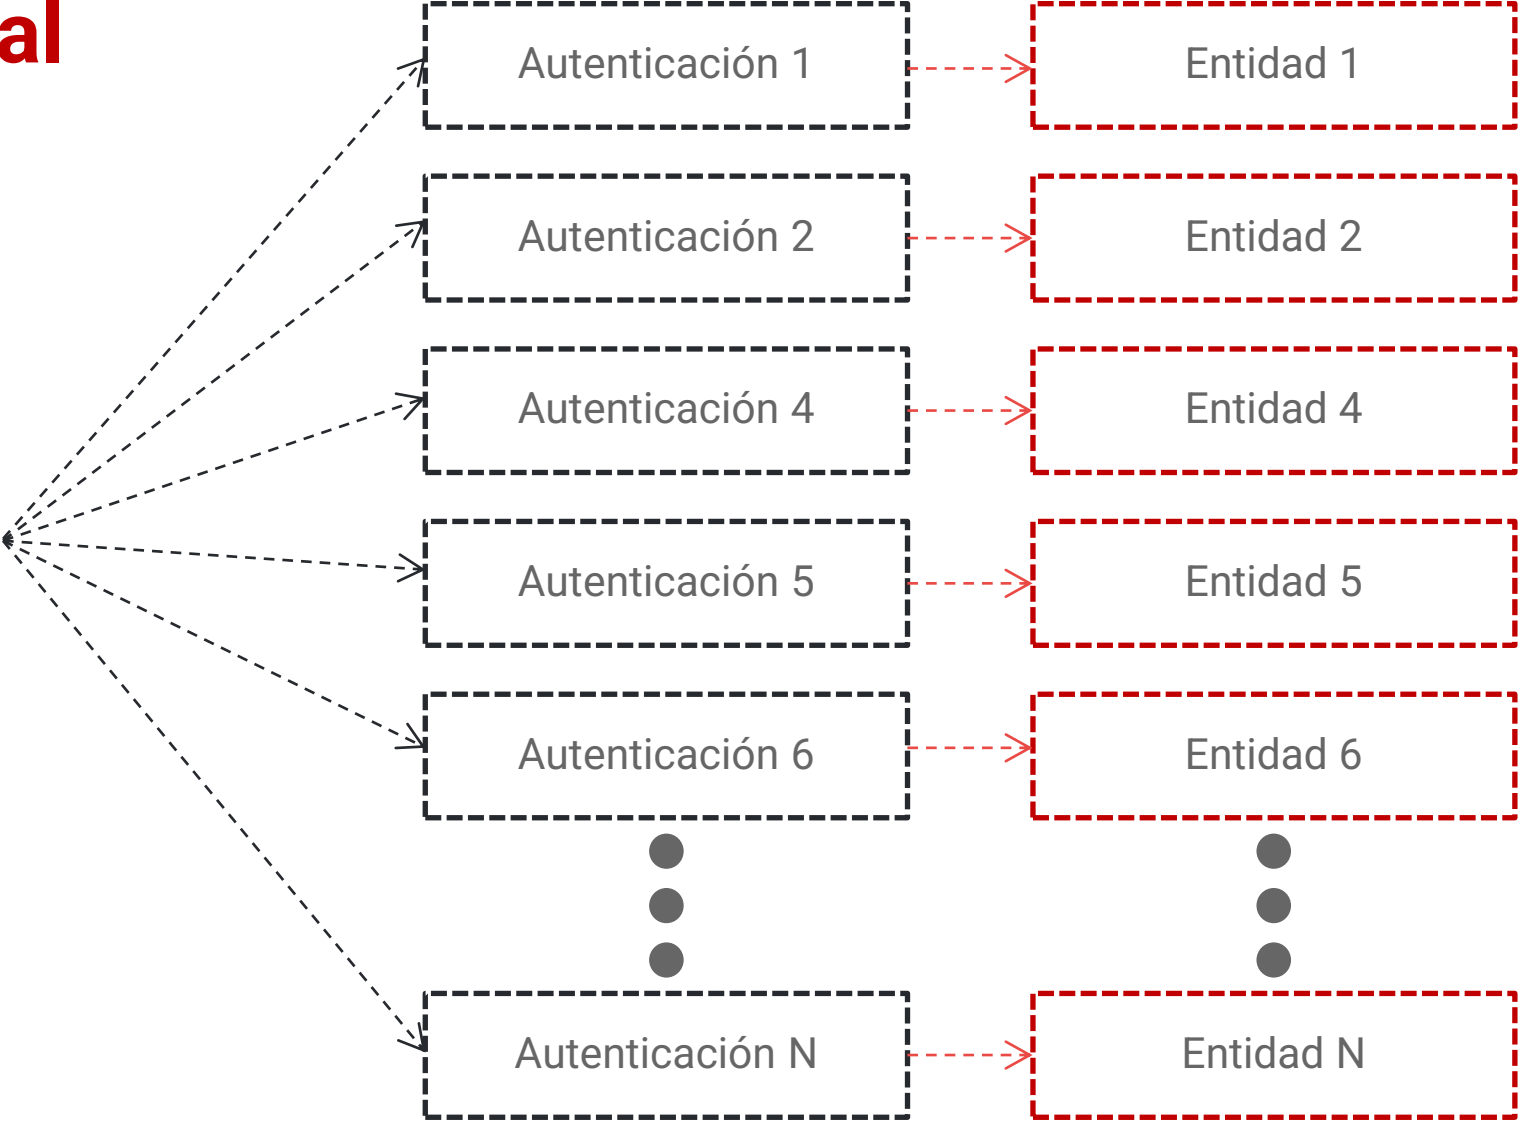 al
Autenticación 1
Entidad 1
Autenticación 2
Entidad 2
Autenticación 4
Entidad 4
Autenticación 5
Entidad 5
Autenticación 6
Entidad 6
Autenticación N
Entidad N